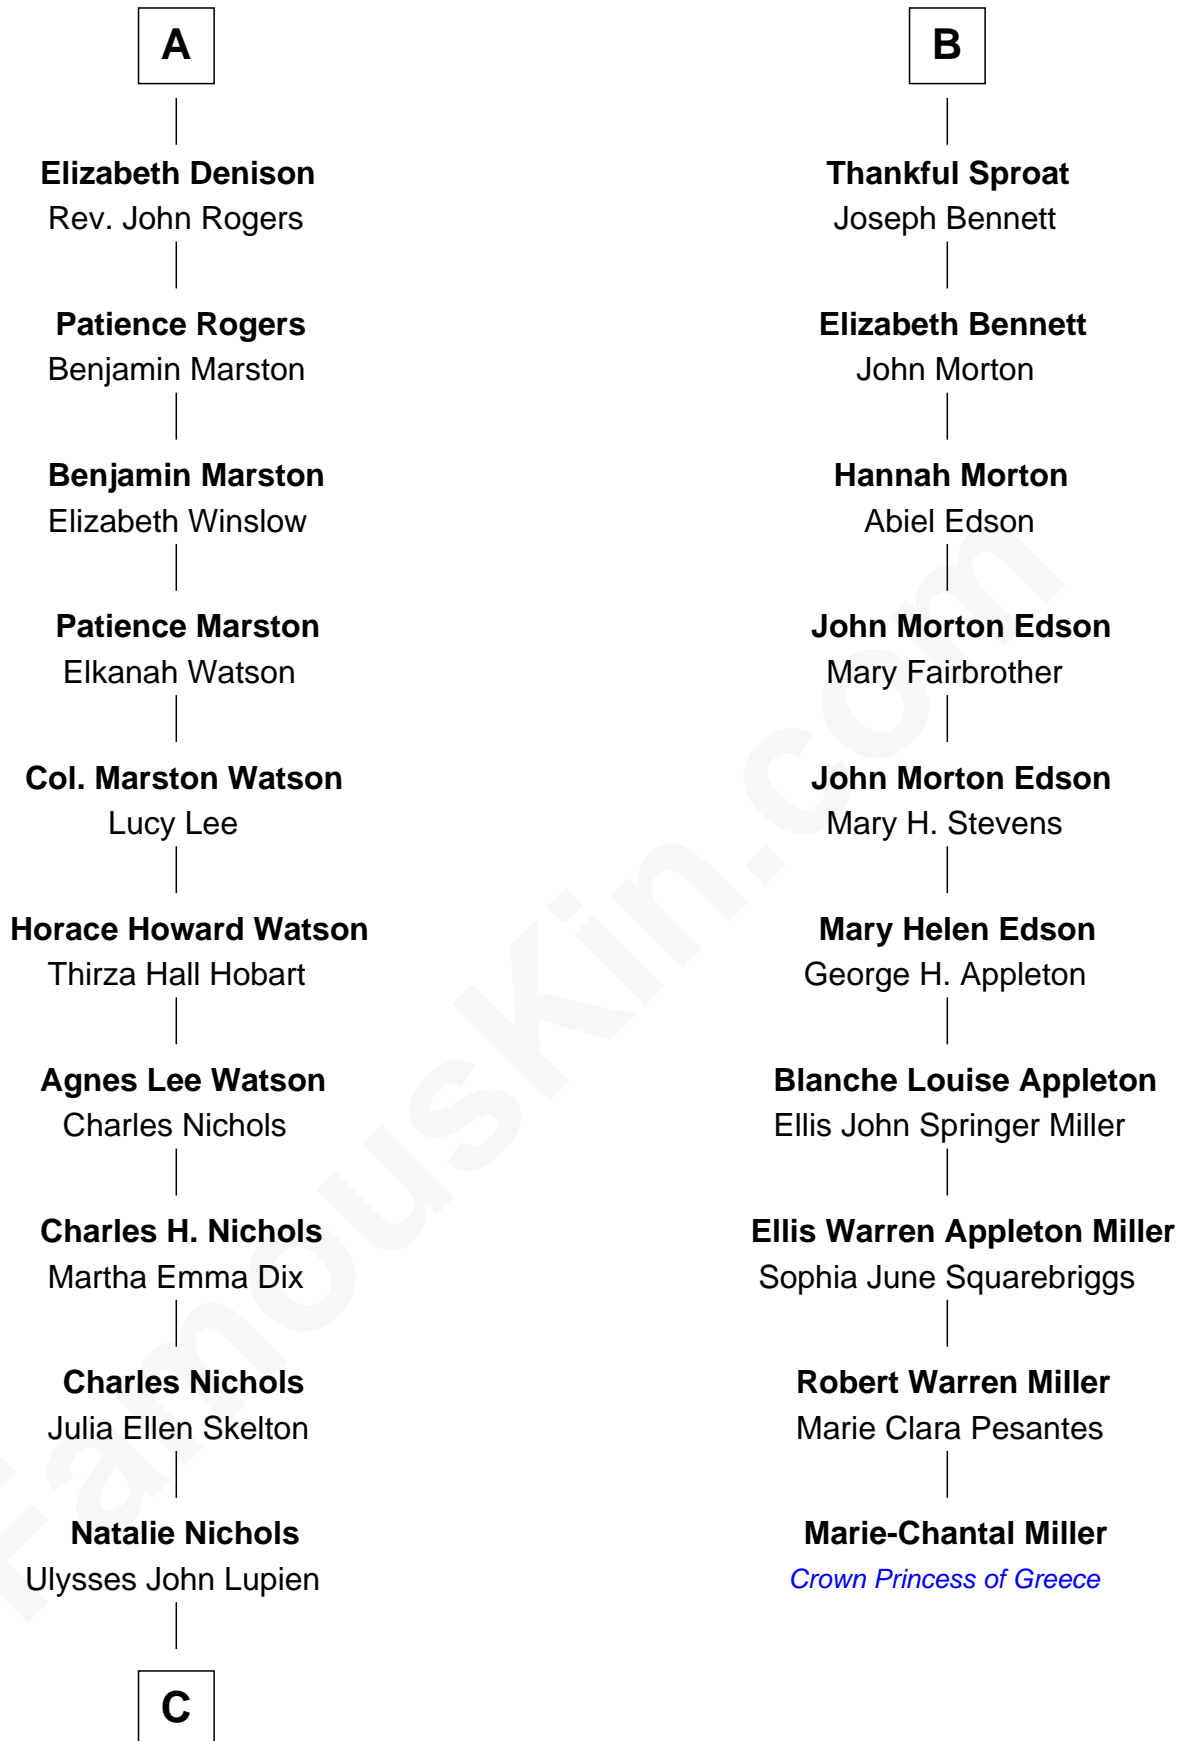 A
Elizabeth Denison
Rev. John Rogers
Patience Rogers
Benjamin Marston
Benjamin Marston
Elizabeth Winslow
Patience Marston
Elkanah Watson
Col. Marston Watson
Lucy Lee
Horace Howard Watson
Thirza Hall Hobart
Agnes Lee Watson
Charles Nichols
Charles H. Nichols
Martha Emma Dix
Charles Nichols
Julia Ellen Skelton
Natalie Nichols
Ulysses John Lupien
C
B
Thankful Sproat
Joseph Bennett
Elizabeth Bennett
John Morton
Hannah Morton
Abiel Edson
John Morton Edson
Mary Fairbrother
John Morton Edson
Mary H. Stevens
Mary Helen Edson
George H. Appleton
Blanche Louise Appleton
Ellis John Springer Miller
Ellis Warren Appleton Miller
Sophia June Squarebriggs
Robert Warren Miller
Marie Clara Pesantes
Marie-Chantal Miller
Crown Princess of Greece
FamousKin.com